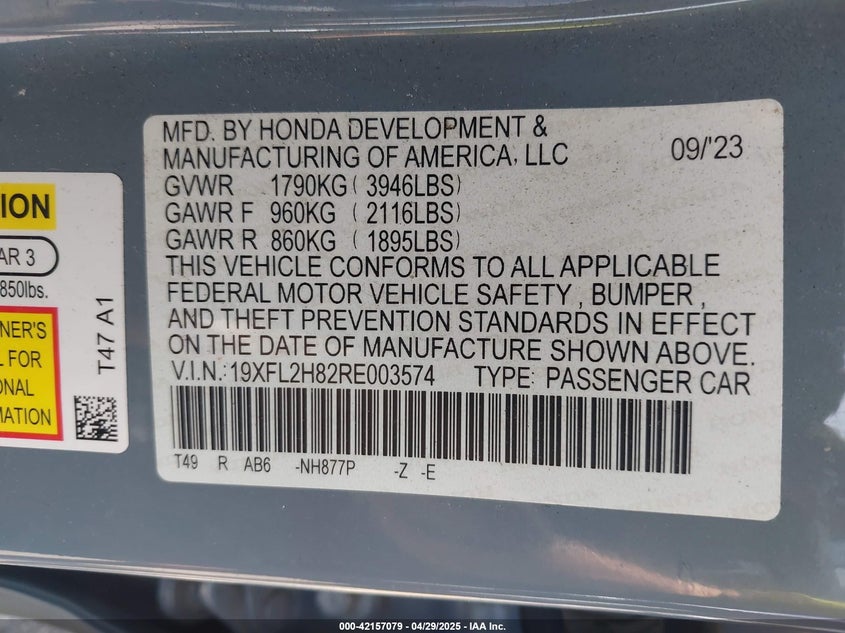 MFD. BY HONDA DEVELOPMENT &
MANUFACTURING OF AMERICA, LLC 09/'23
GVWR 1790KG ( 3946LBS)
GAWR F 960KG ( 2116LBS)
GAWR R 860KG ( 1895LBS)
THIS VEHICLE CONFORMS TO ALL APPLICABLE
FEDERAL MOTOR VEHICLE SAFETY , BUMPER ,
AND THEFT PREVENTION STANDARDS IN EFFECT
ON THE DATE OF MANUFACTURE SHOWN ABOVE.
V.I.N.:19XFL2H82RE003574 TYPE: PASSENGER CAR
T49 R AB6 -NH877P -Z -E
AR 3
850lbs.
NER'S
FOR
T47 A1
000-42157079 - 04/29/2025 - IAA Inc.